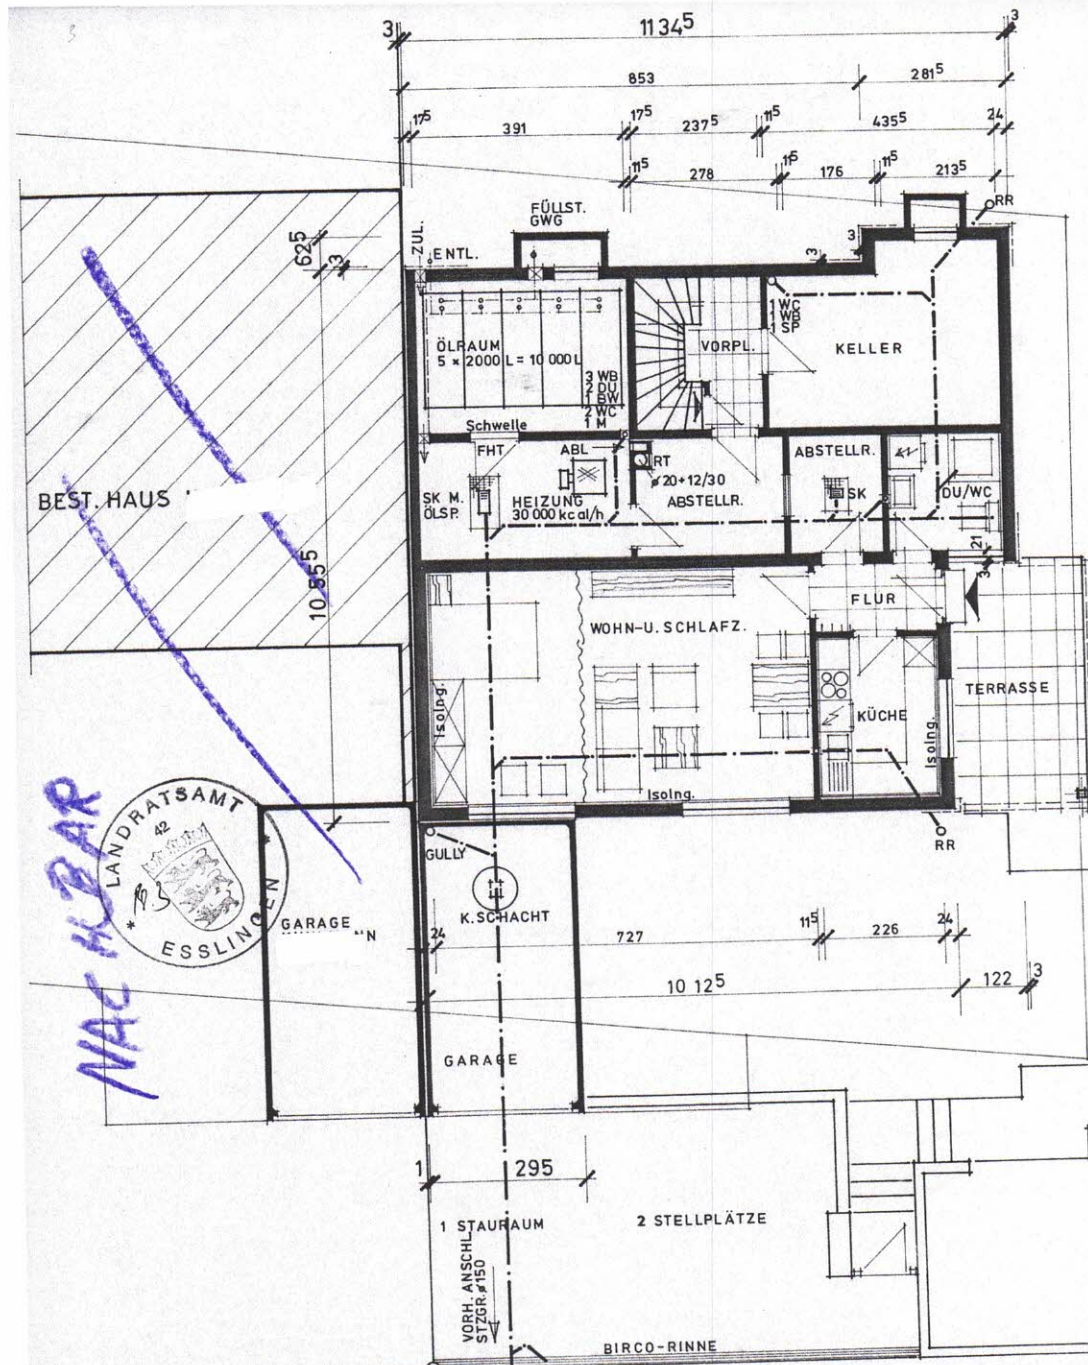 3
3
11 34⁵
3
853
281⁵
17⁵
391
17⁵
237⁵
11⁵
435⁵
24
11⁵
278
11⁵
176
11⁵
213⁵
RR
FÜLLST.
GWG
625
3
ZUL.
ENTL.
3
3
ÖLRAUM
5 × 2000 L = 10 000 L
3 WB
2 DU
1 BW
2 WC
1 M
VORPL.
1 WC
1 WB
1 SP
KELLER
Schwelle
FHT
ABL
RT
ø20+12/30
ABSTELLR.
ABSTELLR.
SK
DU/WC
SK M.
ÖLSP.
HEIZUNG
30 000 kcal/h
BEST. HAUS
10 555
21
3
WOHN-U. SCHLAFZ.
FLUR
TERRASSE
KÜCHE
Isolng.
Isolng.
Isolng.
LANDRATSAMT
42
ESSLINGEN
NACHBAR
GULLY
RR
K.SCHACHT
GARAGE
N
24
727
11⁵
226
24
10 12⁵
122
3
GARAGE
1
295
1 STAURAUM
2 STELLPLÄTZE
VORH. ANSCHL.
STZGR. ø150
BIRCO-RINNE